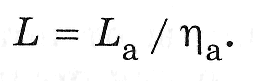 L = Lₐ / ηₐ.